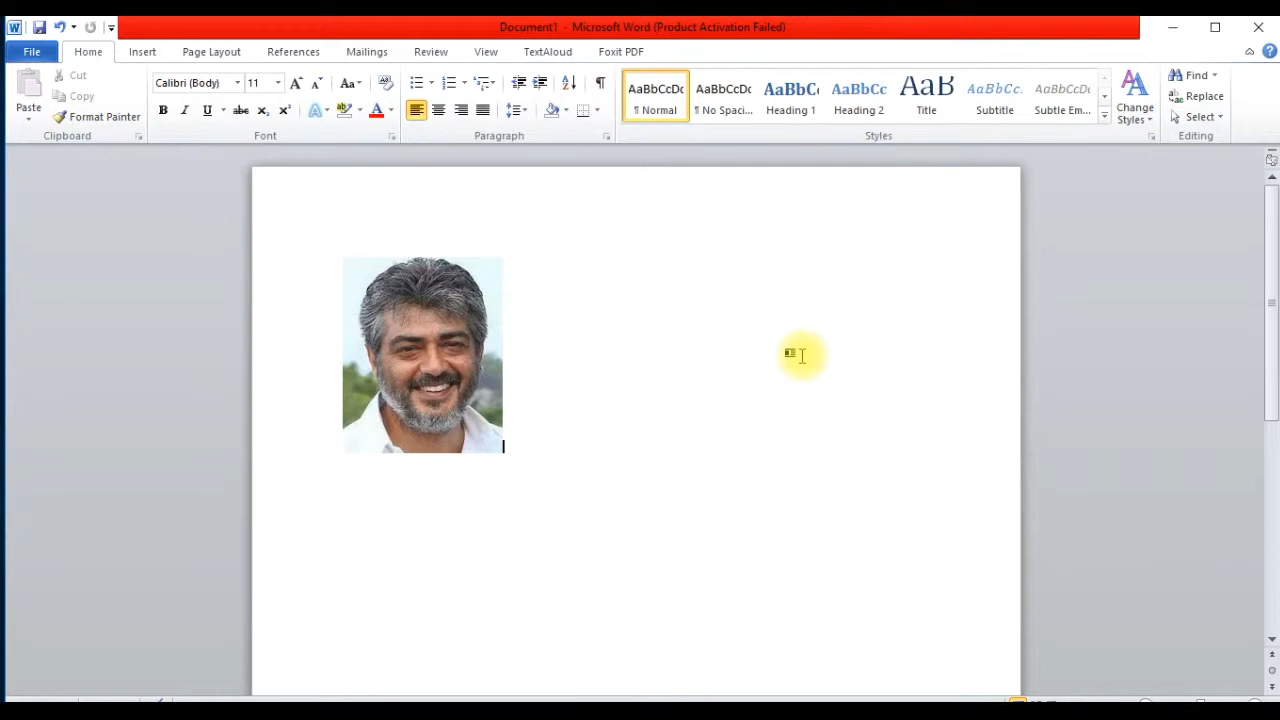 Document1 - Microsoft Word (Product Activation Failed)
File Home Insert Page Layout References Mailings Review View TextAloud Foxit PDF
Paste
Cut
Copy
Format Painter
Clipboard
Calibri (Body) 11
Font
Paragraph
AaBbCcDc AaBbCcDc AaBbC AaBbCc AaB AaBbCc. AaBbCcDc
¶ Normal ¶ No Spaci... Heading 1 Heading 2 Title Subtitle Subtle Em...
Change
Styles
Styles
Find
Replace
Select
Editing